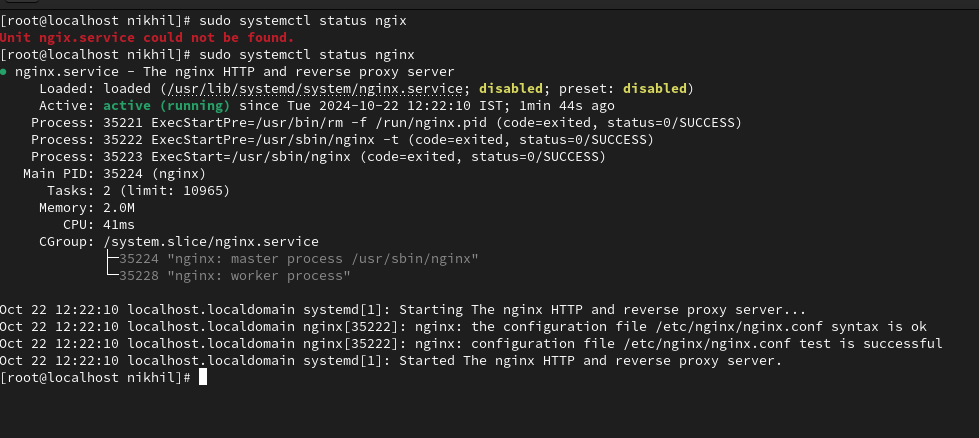 [root@localhost nikhil]# sudo systemctl status ngix
Unit ngix.service could not be found.
[root@localhost nikhil]# sudo systemctl status nginx
● nginx.service - The nginx HTTP and reverse proxy server
     Loaded: loaded (/usr/lib/systemd/system/nginx.service; disabled; preset: disabled)
     Active: active (running) since Tue 2024-10-22 12:22:10 IST; 1min 44s ago
    Process: 35221 ExecStartPre=/usr/bin/rm -f /run/nginx.pid (code=exited, status=0/SUCCESS)
    Process: 35222 ExecStartPre=/usr/sbin/nginx -t (code=exited, status=0/SUCCESS)
    Process: 35223 ExecStart=/usr/sbin/nginx (code=exited, status=0/SUCCESS)
   Main PID: 35224 (nginx)
      Tasks: 2 (limit: 10965)
     Memory: 2.0M
        CPU: 41ms
     CGroup: /system.slice/nginx.service
             ├─35224 "nginx: master process /usr/sbin/nginx"
             └─35228 "nginx: worker process"

Oct 22 12:22:10 localhost.localdomain systemd[1]: Starting The nginx HTTP and reverse proxy server...
Oct 22 12:22:10 localhost.localdomain nginx[35222]: nginx: the configuration file /etc/nginx/nginx.conf syntax is ok
Oct 22 12:22:10 localhost.localdomain nginx[35222]: nginx: configuration file /etc/nginx/nginx.conf test is successful
Oct 22 12:22:10 localhost.localdomain systemd[1]: Started The nginx HTTP and reverse proxy server.
[root@localhost nikhil]#